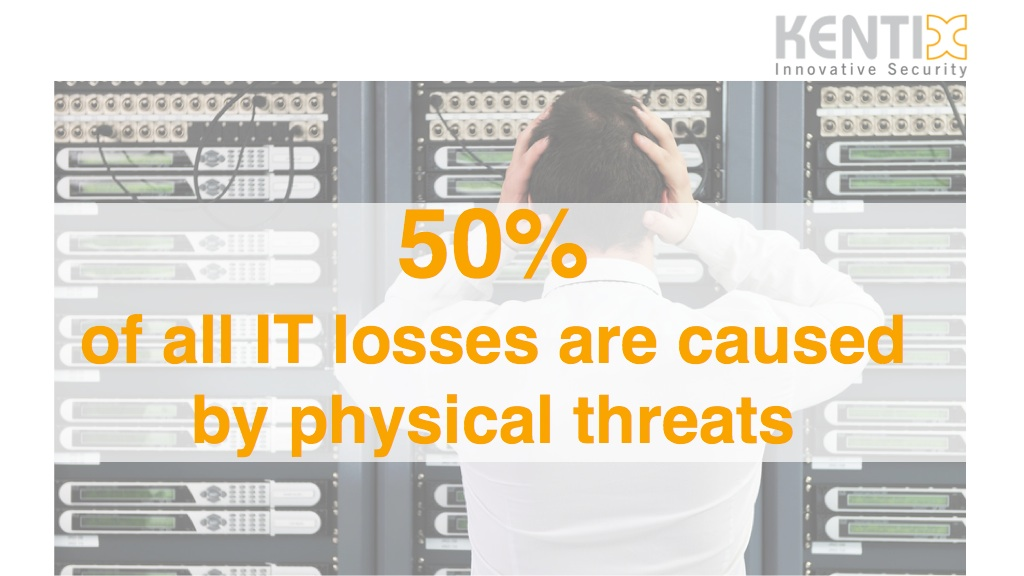 KENTIX
Innovative Security
50%
of all IT losses are caused
by physical threats